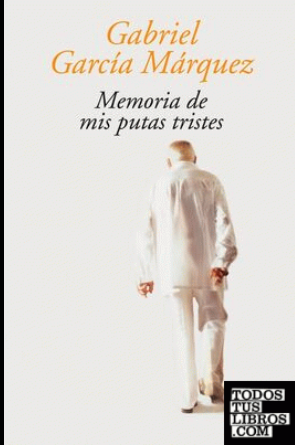 Gabriel
García Márquez
Memoria de
mis putas tristes
TODOS
TUS
LIBROS
.COM